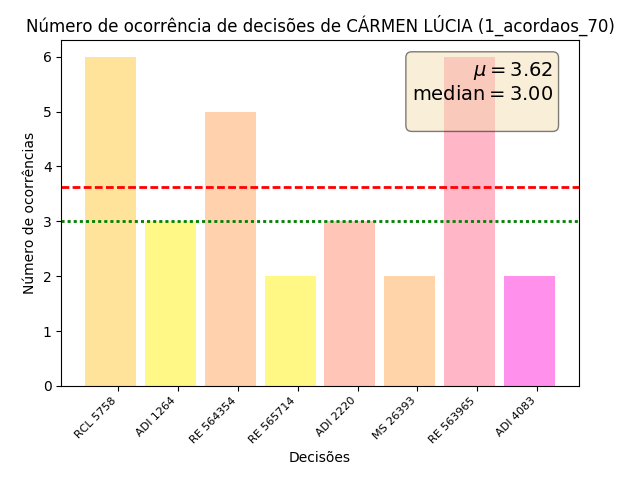 Número de ocorrência de decisões de CÁRMEN LÚCIA (1_acordaos_70)
μ = 3.62
median = 3.00
Número de ocorrências
6
5
4
3
2
1
0
RCL 5758
ADI 1264
RE 564354
RE 565714
ADI 2220
MS 26393
RE 563965
ADI 4083
Decisões